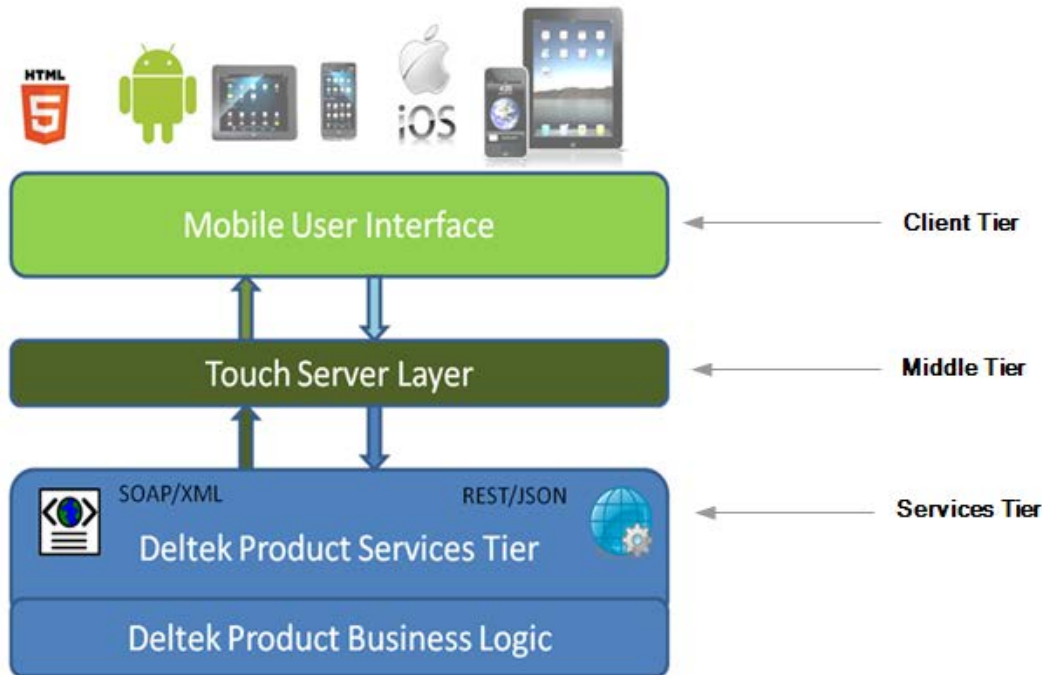 HTML
5
iOS
Mobile User Interface
Client Tier
Touch Server Layer
Middle Tier
SOAP/XML
REST/JSON
Services Tier
Deltek Product Services Tier
Deltek Product Business Logic